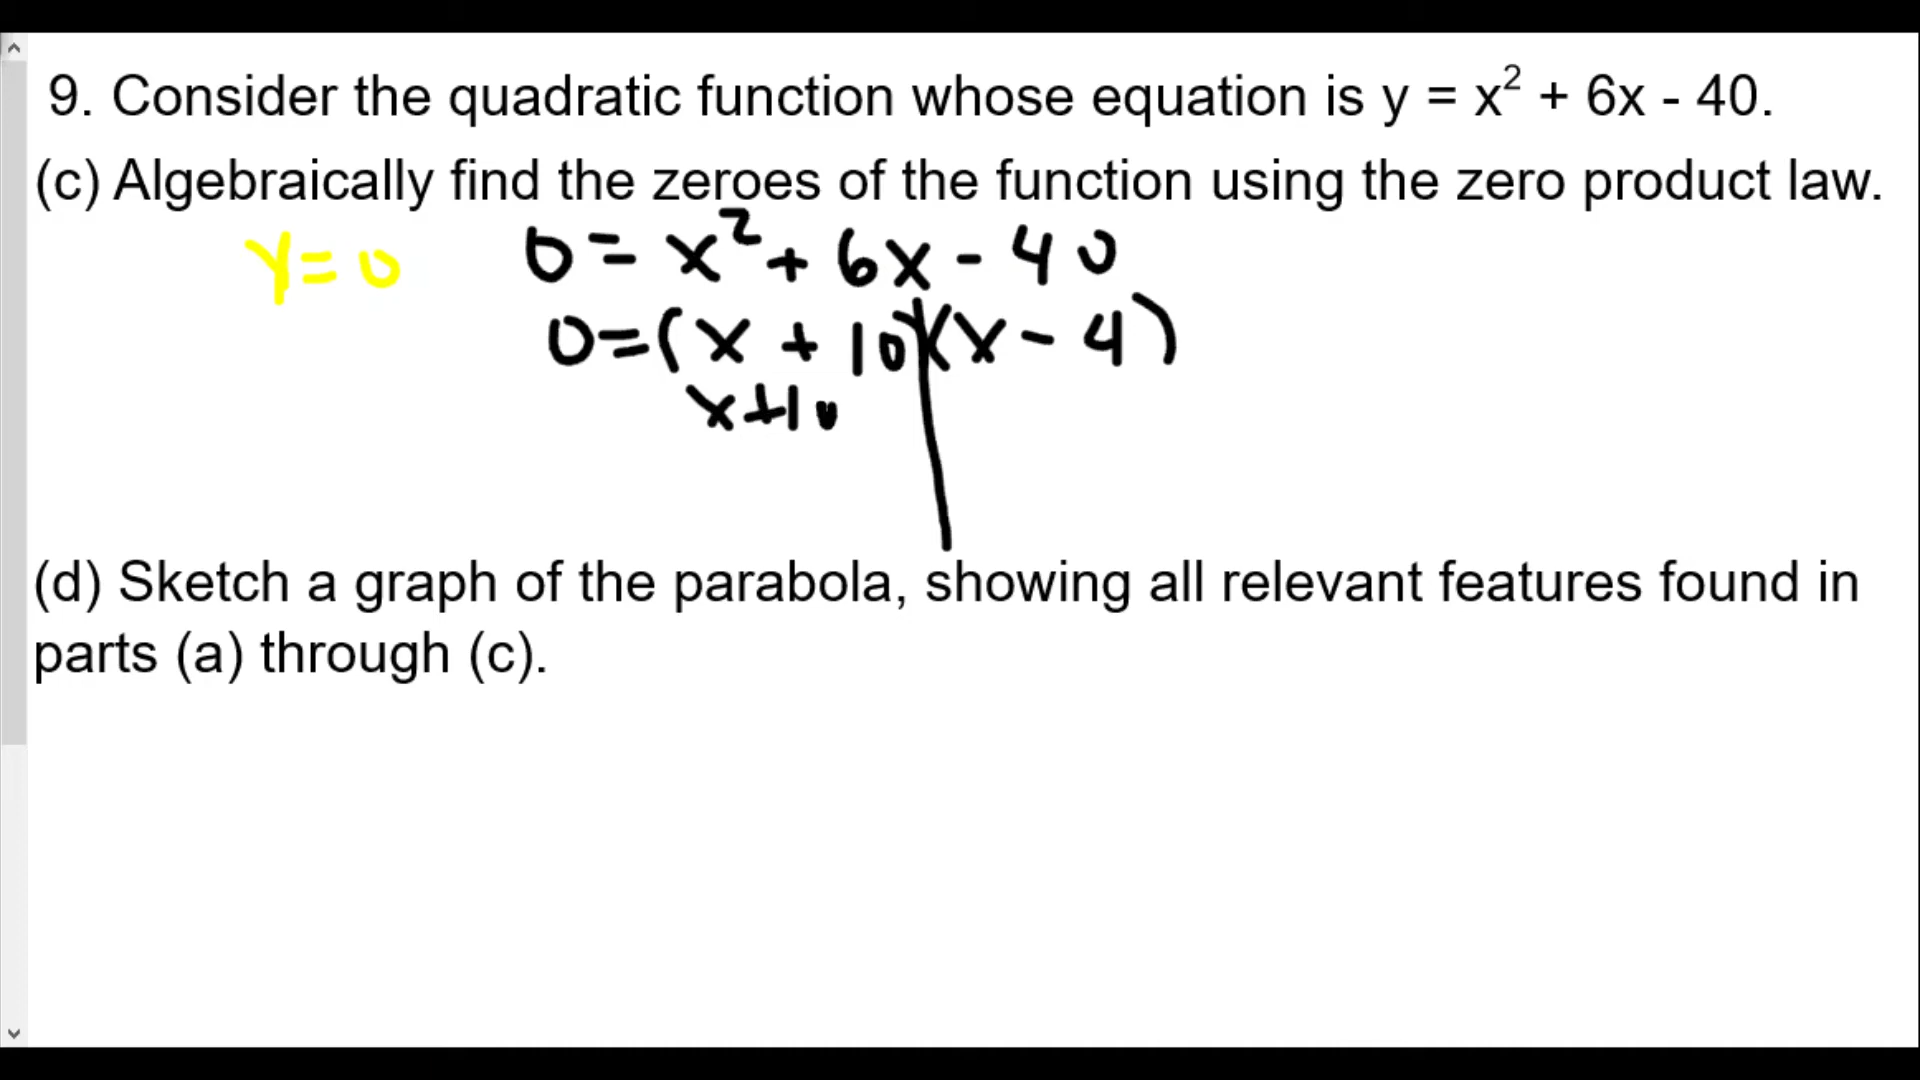 9. Consider the quadratic function whose equation is y = x² + 6x - 40.
(c) Algebraically find the zeroes of the function using the zero product law.
y = 0 0 = x² + 6x - 40
0 = (x + 10)(x - 4)
x + 10
(d) Sketch a graph of the parabola, showing all relevant features found in
parts (a) through (c).